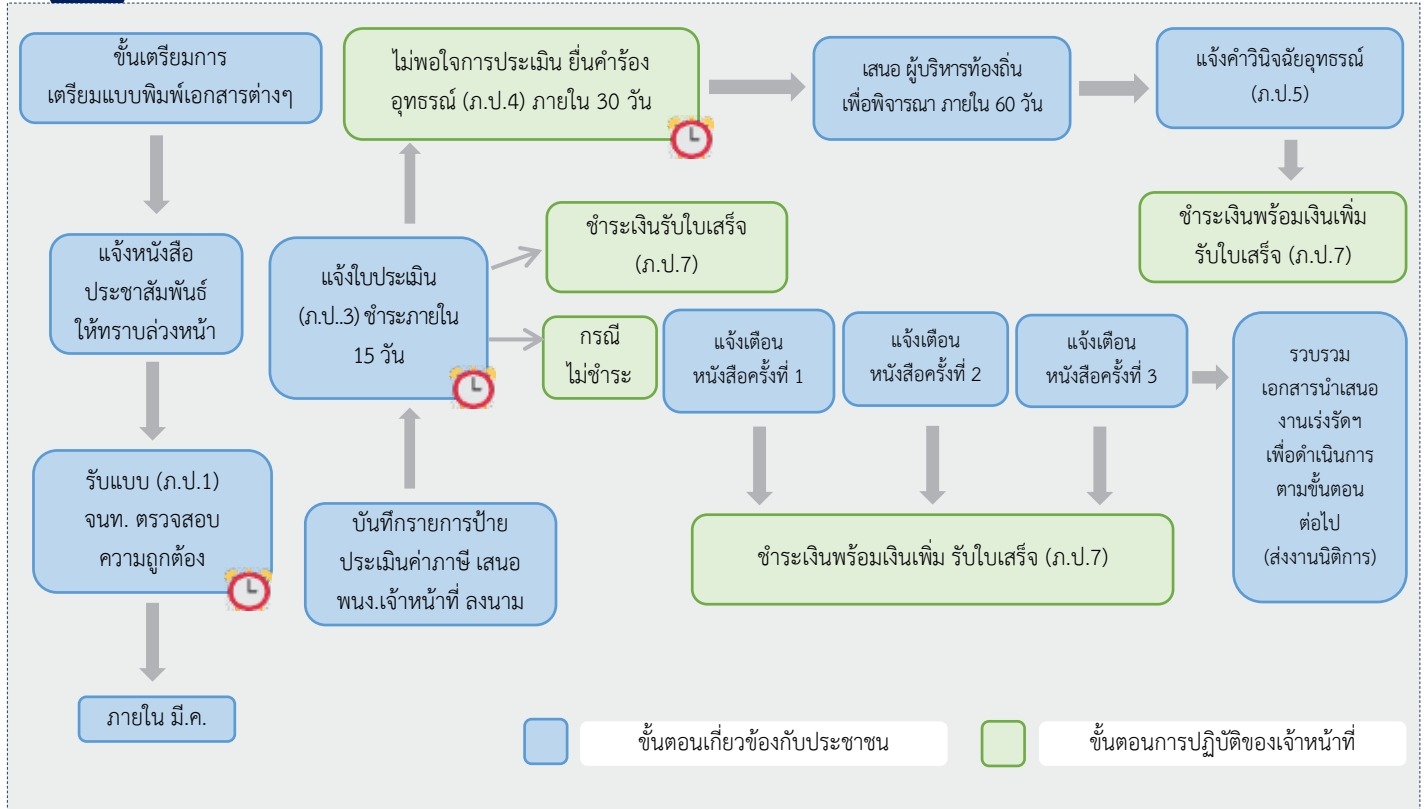 ขั้นเตรียมการ
เตรียมแบบพิมพ์เอกสารต่างๆ
ไม่พอใจการประเมิน ยื่นคำร้อง
อุทธรณ์ (ภ.ป.4) ภายใน 30 วัน
เสนอ ผู้บริหารท้องถิ่น
เพื่อพิจารณา ภายใน 60 วัน
แจ้งคำวินิจฉัยอุทธรณ์
(ภ.ป.5)
ชำระเงินพร้อมเงินเพิ่ม
รับใบเสร็จ (ภ.ป.7)
แจ้งหนังสือ
ประชาสัมพันธ์
ให้ทราบล่วงหน้า
แจ้งใบประเมิน
(ภ.ป..3) ชำระภายใน
15 วัน
ชำระเงินรับใบเสร็จ
(ภ.ป.7)
กรณี
ไม่ชำระ
แจ้งเตือน
หนังสือครั้งที่ 1
แจ้งเตือน
หนังสือครั้งที่ 2
แจ้งเตือน
หนังสือครั้งที่ 3
รวบรวม
เอกสารนำเสนอ
งานเร่งรัดฯ
เพื่อดำเนินการ
ตามขั้นตอน
ต่อไป
(ส่งงานนิติการ)
รับแบบ (ภ.ป.1)
จนท. ตรวจสอบ
ความถูกต้อง
บันทึกรายการป้าย
ประเมินค่าภาษี เสนอ
พนง.เจ้าหน้าที่ ลงนาม
ชำระเงินพร้อมเงินเพิ่ม รับใบเสร็จ (ภ.ป.7)
ภายใน มี.ค.
ขั้นตอนเกี่ยวข้องกับประชาชน
ขั้นตอนการปฏิบัติของเจ้าหน้าที่